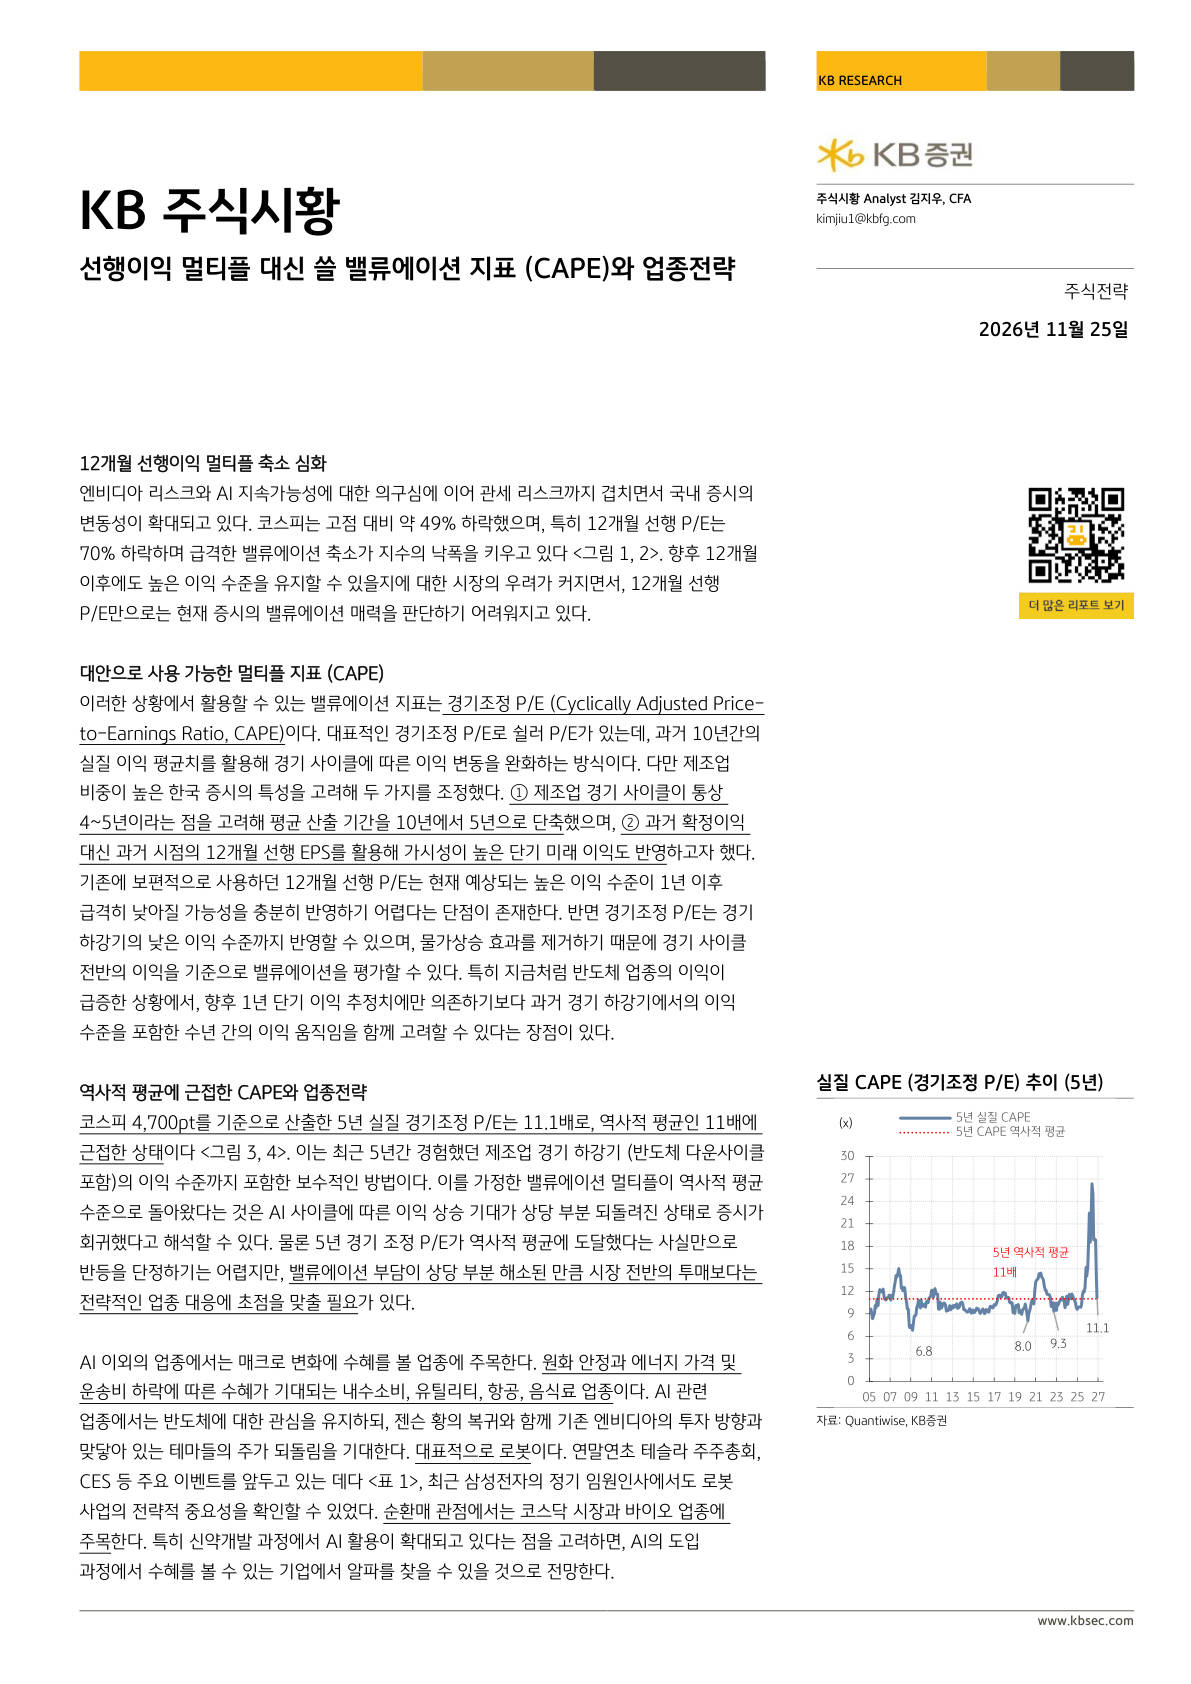 KB RESEARCH
KB 증권
KB 주식시황
선행이익 멀티플 대신 쓸 밸류에이션 지표 (CAPE)와 업종전략
주식시황 Analyst 김지우, CFA
kimjiu1@kbfg.com
주식전략
2026년 11월 25일
12개월 선행이익 멀티플 축소 심화
엔비디아 리스크와 AI 지속가능성에 대한 의구심에 이어 관세 리스크까지 겹치면서 국내 증시의
변동성이 확대되고 있다. 코스피는 고점 대비 약 49% 하락했으며, 특히 12개월 선행 P/E는
70% 하락하며 급격한 밸류에이션 축소가 지수의 낙폭을 키우고 있다 <그림 1, 2>. 향후 12개월
이후에도 높은 이익 수준을 유지할 수 있을지에 대한 시장의 우려가 커지면서, 12개월 선행
P/E만으로는 현재 증시의 밸류에이션 매력을 판단하기 어려워지고 있다.
더 많은 리포트 보기
대안으로 사용 가능한 멀티플 지표 (CAPE)
이러한 상황에서 활용할 수 있는 밸류에이션 지표는 경기조정 P/E (Cyclically Adjusted Price-
to-Earnings Ratio, CAPE)이다. 대표적인 경기조정 P/E로 쉴러 P/E가 있는데, 과거 10년간의
실질 이익 평균치를 활용해 경기 사이클에 따른 이익 변동을 완화하는 방식이다. 다만 제조업
비중이 높은 한국 증시의 특성을 고려해 두 가지를 조정했다. ① 제조업 경기 사이클이 통상
4~5년이라는 점을 고려해 평균 산출 기간을 10년에서 5년으로 단축했으며, ② 과거 확정이익
대신 과거 시점의 12개월 선행 EPS를 활용해 가시성이 높은 단기 미래 이익도 반영하고자 했다.
기존에 보편적으로 사용하던 12개월 선행 P/E는 현재 예상되는 높은 이익 수준이 1년 이후
급격히 낮아질 가능성을 충분히 반영하기 어렵다는 단점이 존재한다. 반면 경기조정 P/E는 경기
하강기의 낮은 이익 수준까지 반영할 수 있으며, 물가상승 효과를 제거하기 때문에 경기 사이클
전반의 이익을 기준으로 밸류에이션을 평가할 수 있다. 특히 지금처럼 반도체 업종의 이익이
급증한 상황에서, 향후 1년 단기 이익 추정치에만 의존하기보다 과거 경기 하강기에서의 이익
수준을 포함한 수년 간의 이익 움직임을 함께 고려할 수 있다는 장점이 있다.
역사적 평균에 근접한 CAPE와 업종전략
코스피 4,700pt를 기준으로 산출한 5년 실질 경기조정 P/E는 11.1배로, 역사적 평균인 11배에
근접한 상태이다 <그림 3, 4>. 이는 최근 5년간 경험했던 제조업 경기 하강기 (반도체 다운사이클
포함)의 이익 수준까지 포함한 보수적인 방법이다. 이를 가정한 밸류에이션 멀티플이 역사적 평균
수준으로 돌아왔다는 것은 AI 사이클에 따른 이익 상승 기대가 상당 부분 되돌려진 상태로 증시가
회귀했다고 해석할 수 있다. 물론 5년 경기 조정 P/E가 역사적 평균에 도달했다는 사실만으로
반등을 단정하기는 어렵지만, 밸류에이션 부담이 상당 부분 해소된 만큼 시장 전반의 투매보다는
전략적인 업종 대응에 초점을 맞출 필요가 있다.
AI 이외의 업종에서는 매크로 변화에 수혜를 볼 업종에 주목한다. 원화 안정과 에너지 가격 및
운송비 하락에 따른 수혜가 기대되는 내수소비, 유틸리티, 항공, 음식료 업종이다. AI 관련
업종에서는 반도체에 대한 관심을 유지하되, 젠슨 황의 복귀와 함께 기존 엔비디아의 투자 방향과
맞닿아 있는 테마들의 주가 되돌림을 기대한다. 대표적으로 로봇이다. 연말연초 테슬라 주주총회,
CES 등 주요 이벤트를 앞두고 있는 데다 <표 1>, 최근 삼성전자의 정기 임원인사에서도 로봇
사업의 전략적 중요성을 확인할 수 있었다. 순환매 관점에서는 코스닥 시장과 바이오 업종에
주목한다. 특히 신약개발 과정에서 AI 활용이 확대되고 있다는 점을 고려하면, AI의 도입
과정에서 수혜를 볼 수 있는 기업에서 알파를 찾을 수 있을 것으로 전망한다.
실질 CAPE (경기조정 P/E) 추이 (5년)
(x)
5년 실질 CAPE
5년 CAPE 역사적 평균
30
27
24
21
18
15
12
9
6
3
0
5년 역사적 평균
11배
6.8
8.0
9.3
11.1
05 07 09 11 13 15 17 19 21 23 25 27
자료: Quantiwise, KB증권
www.kbsec.com